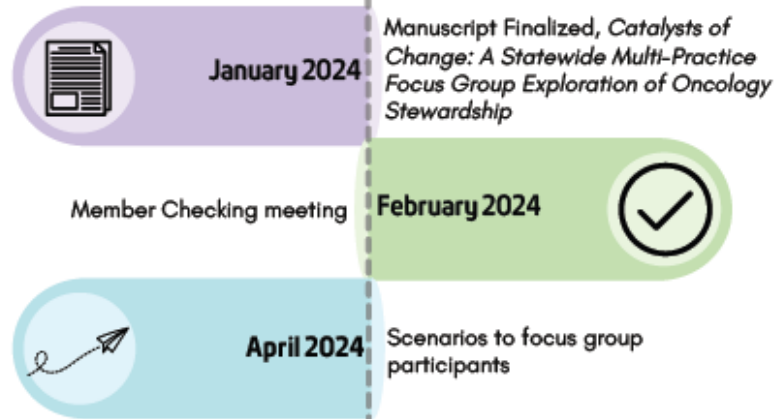 January 2024
Manuscript Finalized, Catalysts of
Change: A Statewide Multi-Practice
Focus Group Exploration of Oncology
Stewardship
Member Checking meeting
February 2024
April 2024
Scenarios to focus group
participants